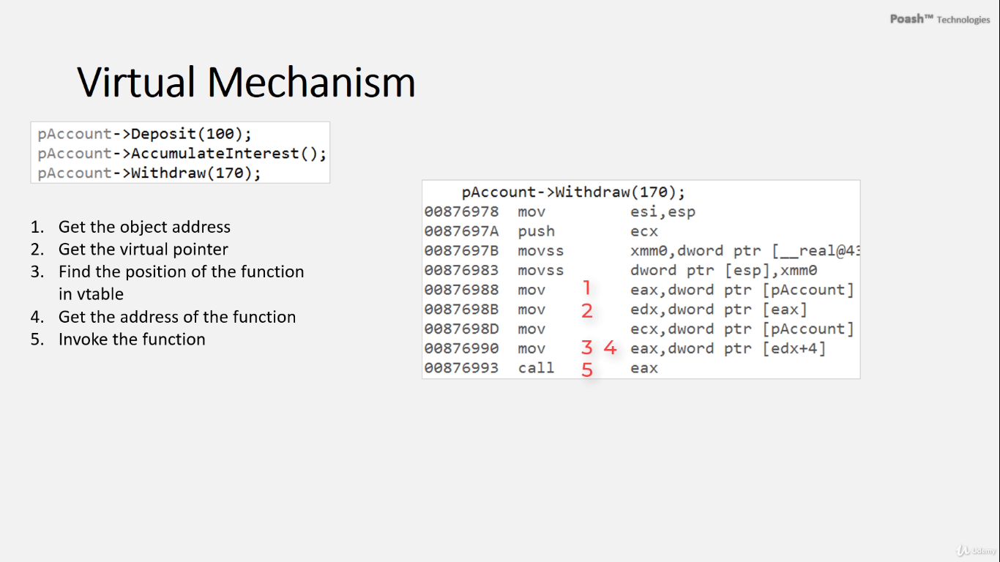 Poash™ Technologies
Virtual Mechanism
pAccount->Deposit(100);
pAccount->AccumulateInterest();
pAccount->Withdraw(170);
1. Get the object address
2. Get the virtual pointer
3. Find the position of the function
in vtable
4. Get the address of the function
5. Invoke the function
pAccount->Withdraw(170);
00876978 mov esi,esp
0087697A push ecx
0087697B movss xmm0,dword ptr [__real@43
00876983 movss dword ptr [esp],xmm0
00876988 mov 1 eax,dword ptr [pAccount]
0087698B mov 2 edx,dword ptr [eax]
0087698D mov ecx,dword ptr [pAccount]
00876990 mov 3 4 eax,dword ptr [edx+4]
00876993 call 5 eax
Udemy